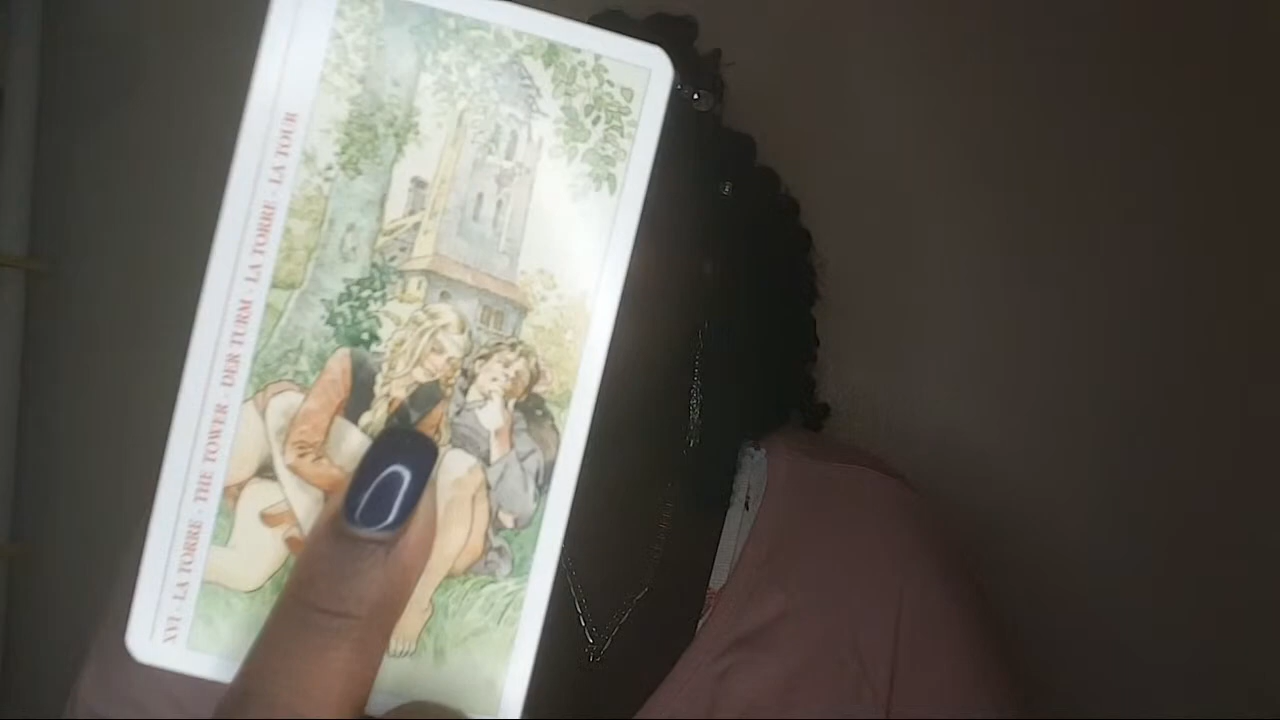 XVI · LA TORRE · THE TOWER · DER TURM · LA TORRE · LA TOUR